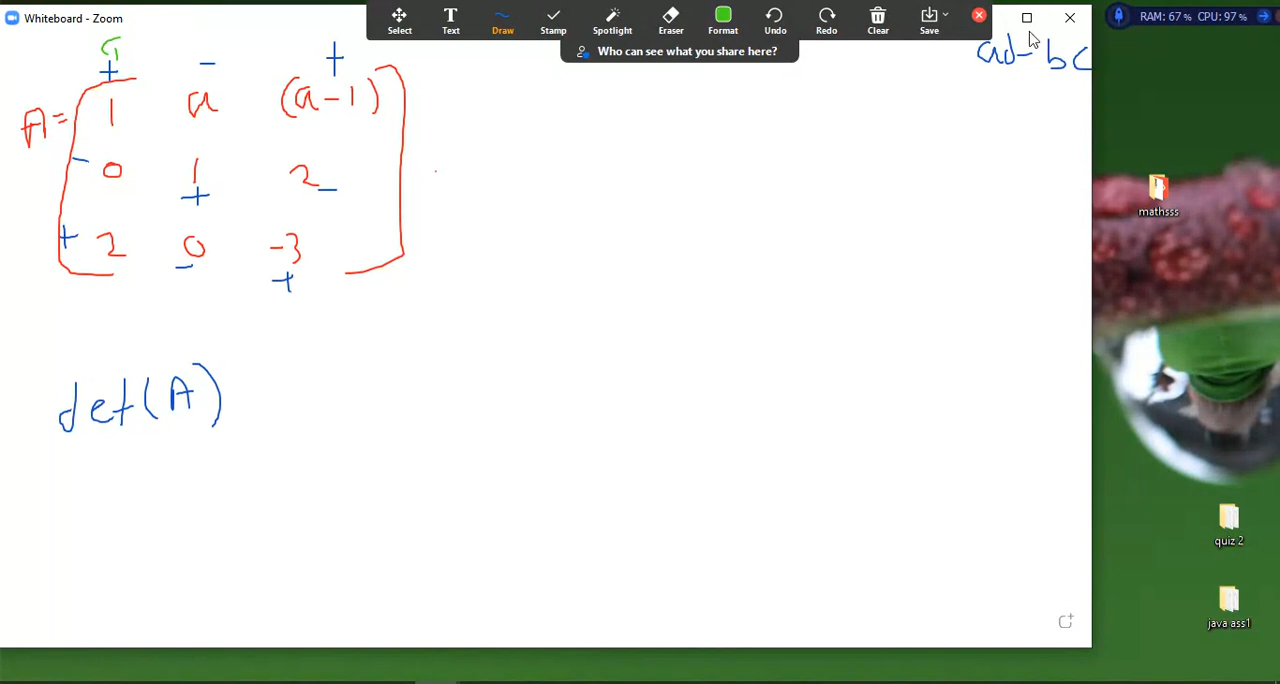 Whiteboard - Zoom
Select Text Draw Stamp Spotlight Eraser Format Undo Redo Clear Save
Who can see what you share here?
RAM: 67 % CPU: 97 %
ad-bc
+ - +
A= 1 a (a-1)
- 0 1 2 -
+
+ 2 0 -3
- +
det(A)
mathsss
quiz 2
java ass1